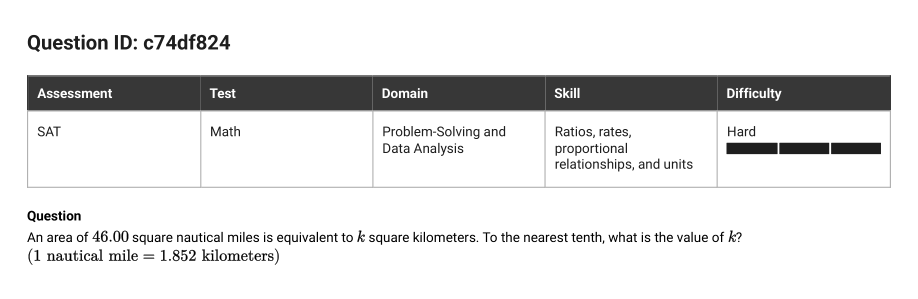 Question ID: c74df824
Assessment Test Domain Skill Difficulty
SAT Math Problem-Solving and Ratios, rates, Hard
Data Analysis proportional
relationships, and units
Question
An area of 46.00 square nautical miles is equivalent to k square kilometers. To the nearest tenth, what is the value of k?
(1 nautical mile = 1.852 kilometers)